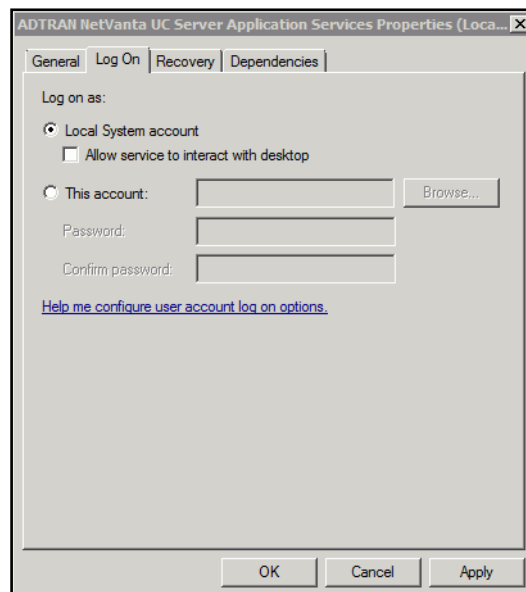 ADTRAN NetVanta UC Server Application Services Properties (Loca...
General Log On Recovery Dependencies
Log on as:
Local System account
Allow service to interact with desktop
This account: Browse...
Password:
Confirm password:
Help me configure user account log on options.
OK Cancel Apply